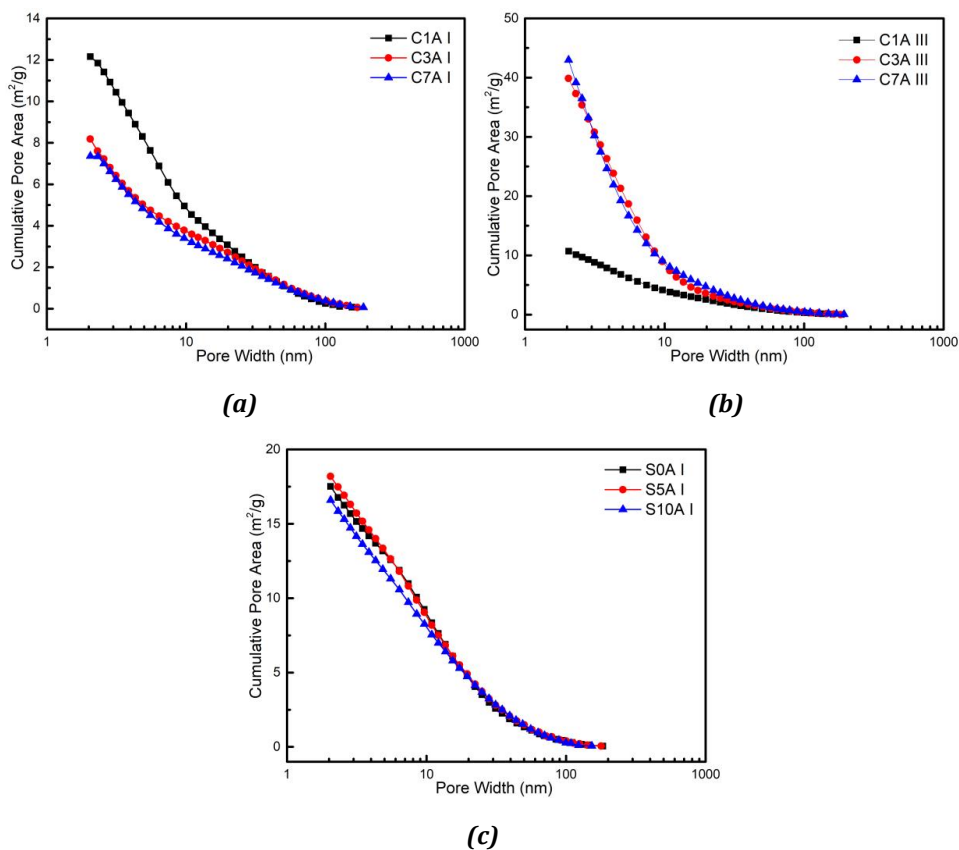 14
12
10
8
6
4
2
0
Cumulative Pore Area (m²/g)
C1A I
C3A I
C7A I
1 10 100 1000
Pore Width (nm)
(a)
50
40
30
20
10
0
Cumulative Pore Area (m²/g)
C1A III
C3A III
C7A III
1 10 100 1000
Pore Width (nm)
(b)
20
15
10
5
0
Cumulative Pore Area (m²/g)
S0A I
S5A I
S10A I
1 10 100 1000
Pore Width (nm)
(c)